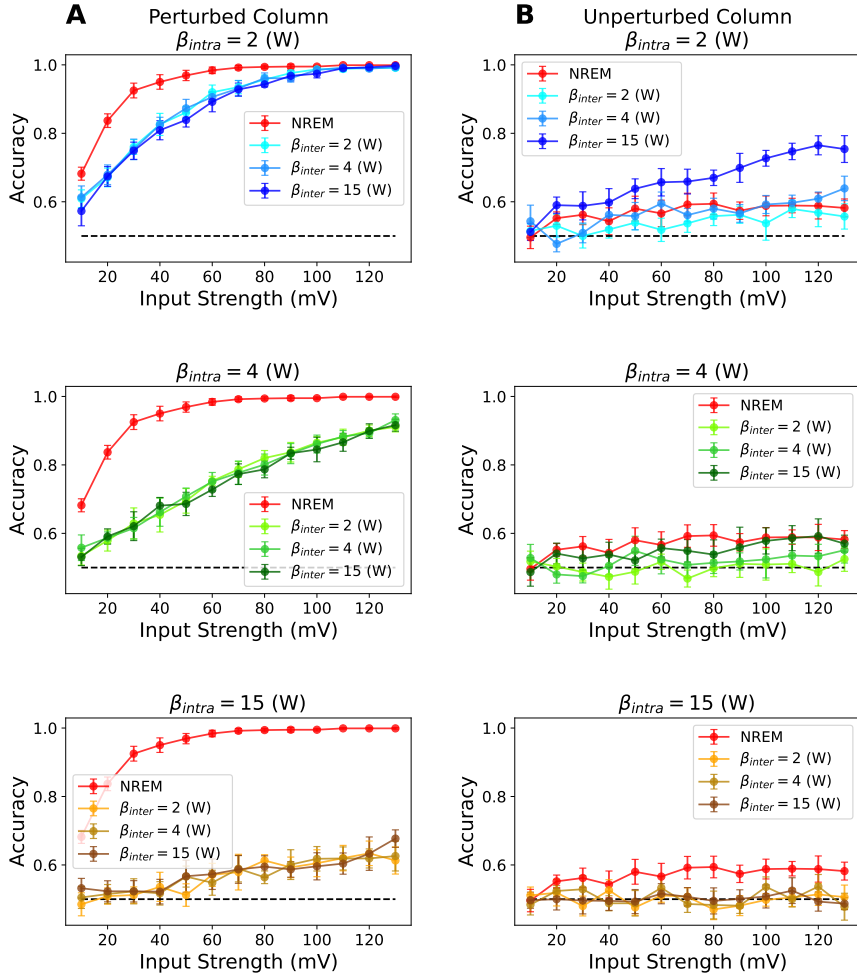 A
Perturbed Column
β_intra = 2 (W)
1.0
0.8
0.6
Accuracy
NREM
β_inter = 2 (W)
β_inter = 4 (W)
β_inter = 15 (W)
20 40 60 80 100 120
Input Strength (mV)
B
Unperturbed Column
β_intra = 2 (W)
1.0
0.8
0.6
Accuracy
NREM
β_inter = 2 (W)
β_inter = 4 (W)
β_inter = 15 (W)
20 40 60 80 100 120
Input Strength (mV)
β_intra = 4 (W)
1.0
0.8
0.6
Accuracy
NREM
β_inter = 2 (W)
β_inter = 4 (W)
β_inter = 15 (W)
20 40 60 80 100 120
Input Strength (mV)
β_intra = 4 (W)
1.0
0.8
0.6
Accuracy
NREM
β_inter = 2 (W)
β_inter = 4 (W)
β_inter = 15 (W)
20 40 60 80 100 120
Input Strength (mV)
β_intra = 15 (W)
1.0
0.8
0.6
Accuracy
NREM
β_inter = 2 (W)
β_inter = 4 (W)
β_inter = 15 (W)
20 40 60 80 100 120
Input Strength (mV)
β_intra = 15 (W)
1.0
0.8
0.6
Accuracy
NREM
β_inter = 2 (W)
β_inter = 4 (W)
β_inter = 15 (W)
20 40 60 80 100 120
Input Strength (mV)